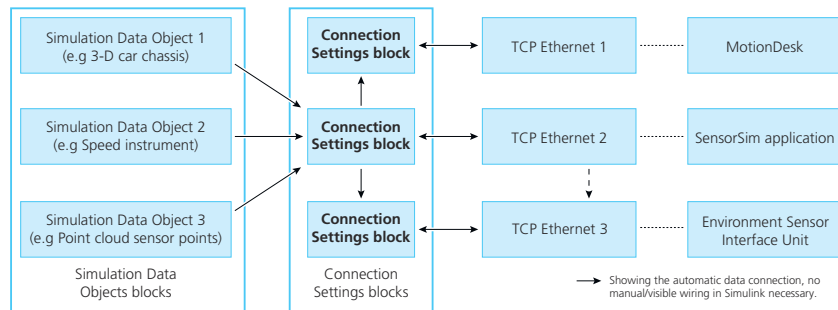 Simulation Data Object 1
(e.g 3-D car chassis)
Connection
Settings block
TCP Ethernet 1
MotionDesk
Simulation Data Object 2
(e.g Speed instrument)
Connection
Settings block
TCP Ethernet 2
SensorSim application
Simulation Data Object 3
(e.g Point cloud sensor points)
Connection
Settings block
TCP Ethernet 3
Environment Sensor
Interface Unit
Simulation Data
Objects blocks
Connection
Settings blocks
Showing the automatic data connection, no
manual/visible wiring in Simulink necessary.